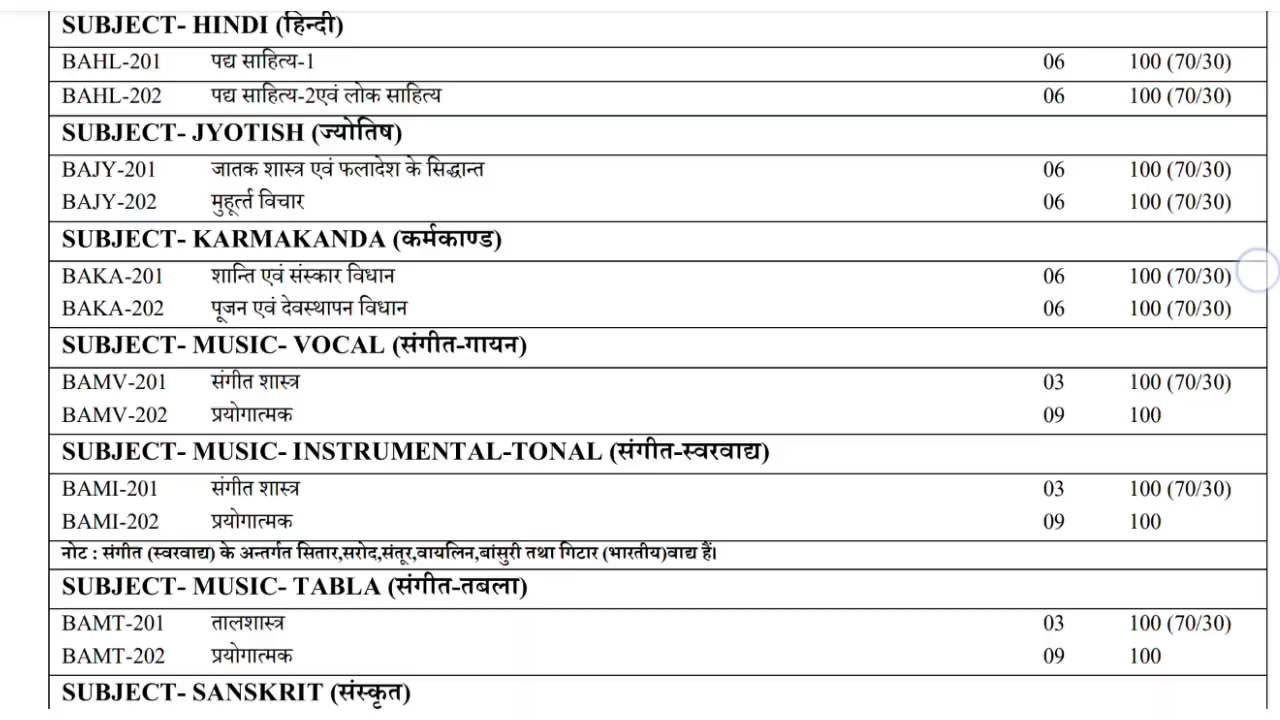 SUBJECT- HINDI (हिन्दी)
BAHL-201 पद्य साहित्य-1 06 100 (70/30)
BAHL-202 पद्य साहित्य-2एवं लोक साहित्य 06 100 (70/30)
SUBJECT- JYOTISH (ज्योतिष)
BAJY-201 जातक शास्त्र एवं फलादेश के सिद्धान्त 06 100 (70/30)
BAJY-202 मुहूर्त्त विचार 06 100 (70/30)
SUBJECT- KARMAKANDA (कर्मकाण्ड)
BAKA-201 शान्ति एवं संस्कार विधान 06 100 (70/30)
BAKA-202 पूजन एवं देवस्थापन विधान 06 100 (70/30)
SUBJECT- MUSIC- VOCAL (संगीत-गायन)
BAMV-201 संगीत शास्त्र 03 100 (70/30)
BAMV-202 प्रयोगात्मक 09 100
SUBJECT- MUSIC- INSTRUMENTAL-TONAL (संगीत-स्वरवाद्य)
BAMI-201 संगीत शास्त्र 03 100 (70/30)
BAMI-202 प्रयोगात्मक 09 100
नोट : संगीत (स्वरवाद्य) के अन्तर्गत सितार,सरोद,संतूर,वायलिन,बांसुरी तथा गिटार (भारतीय)वाद्य हैं।
SUBJECT- MUSIC- TABLA (संगीत-तबला)
BAMT-201 तालशास्त्र 03 100 (70/30)
BAMT-202 प्रयोगात्मक 09 100
SUBJECT- SANSKRIT (संस्कृत)